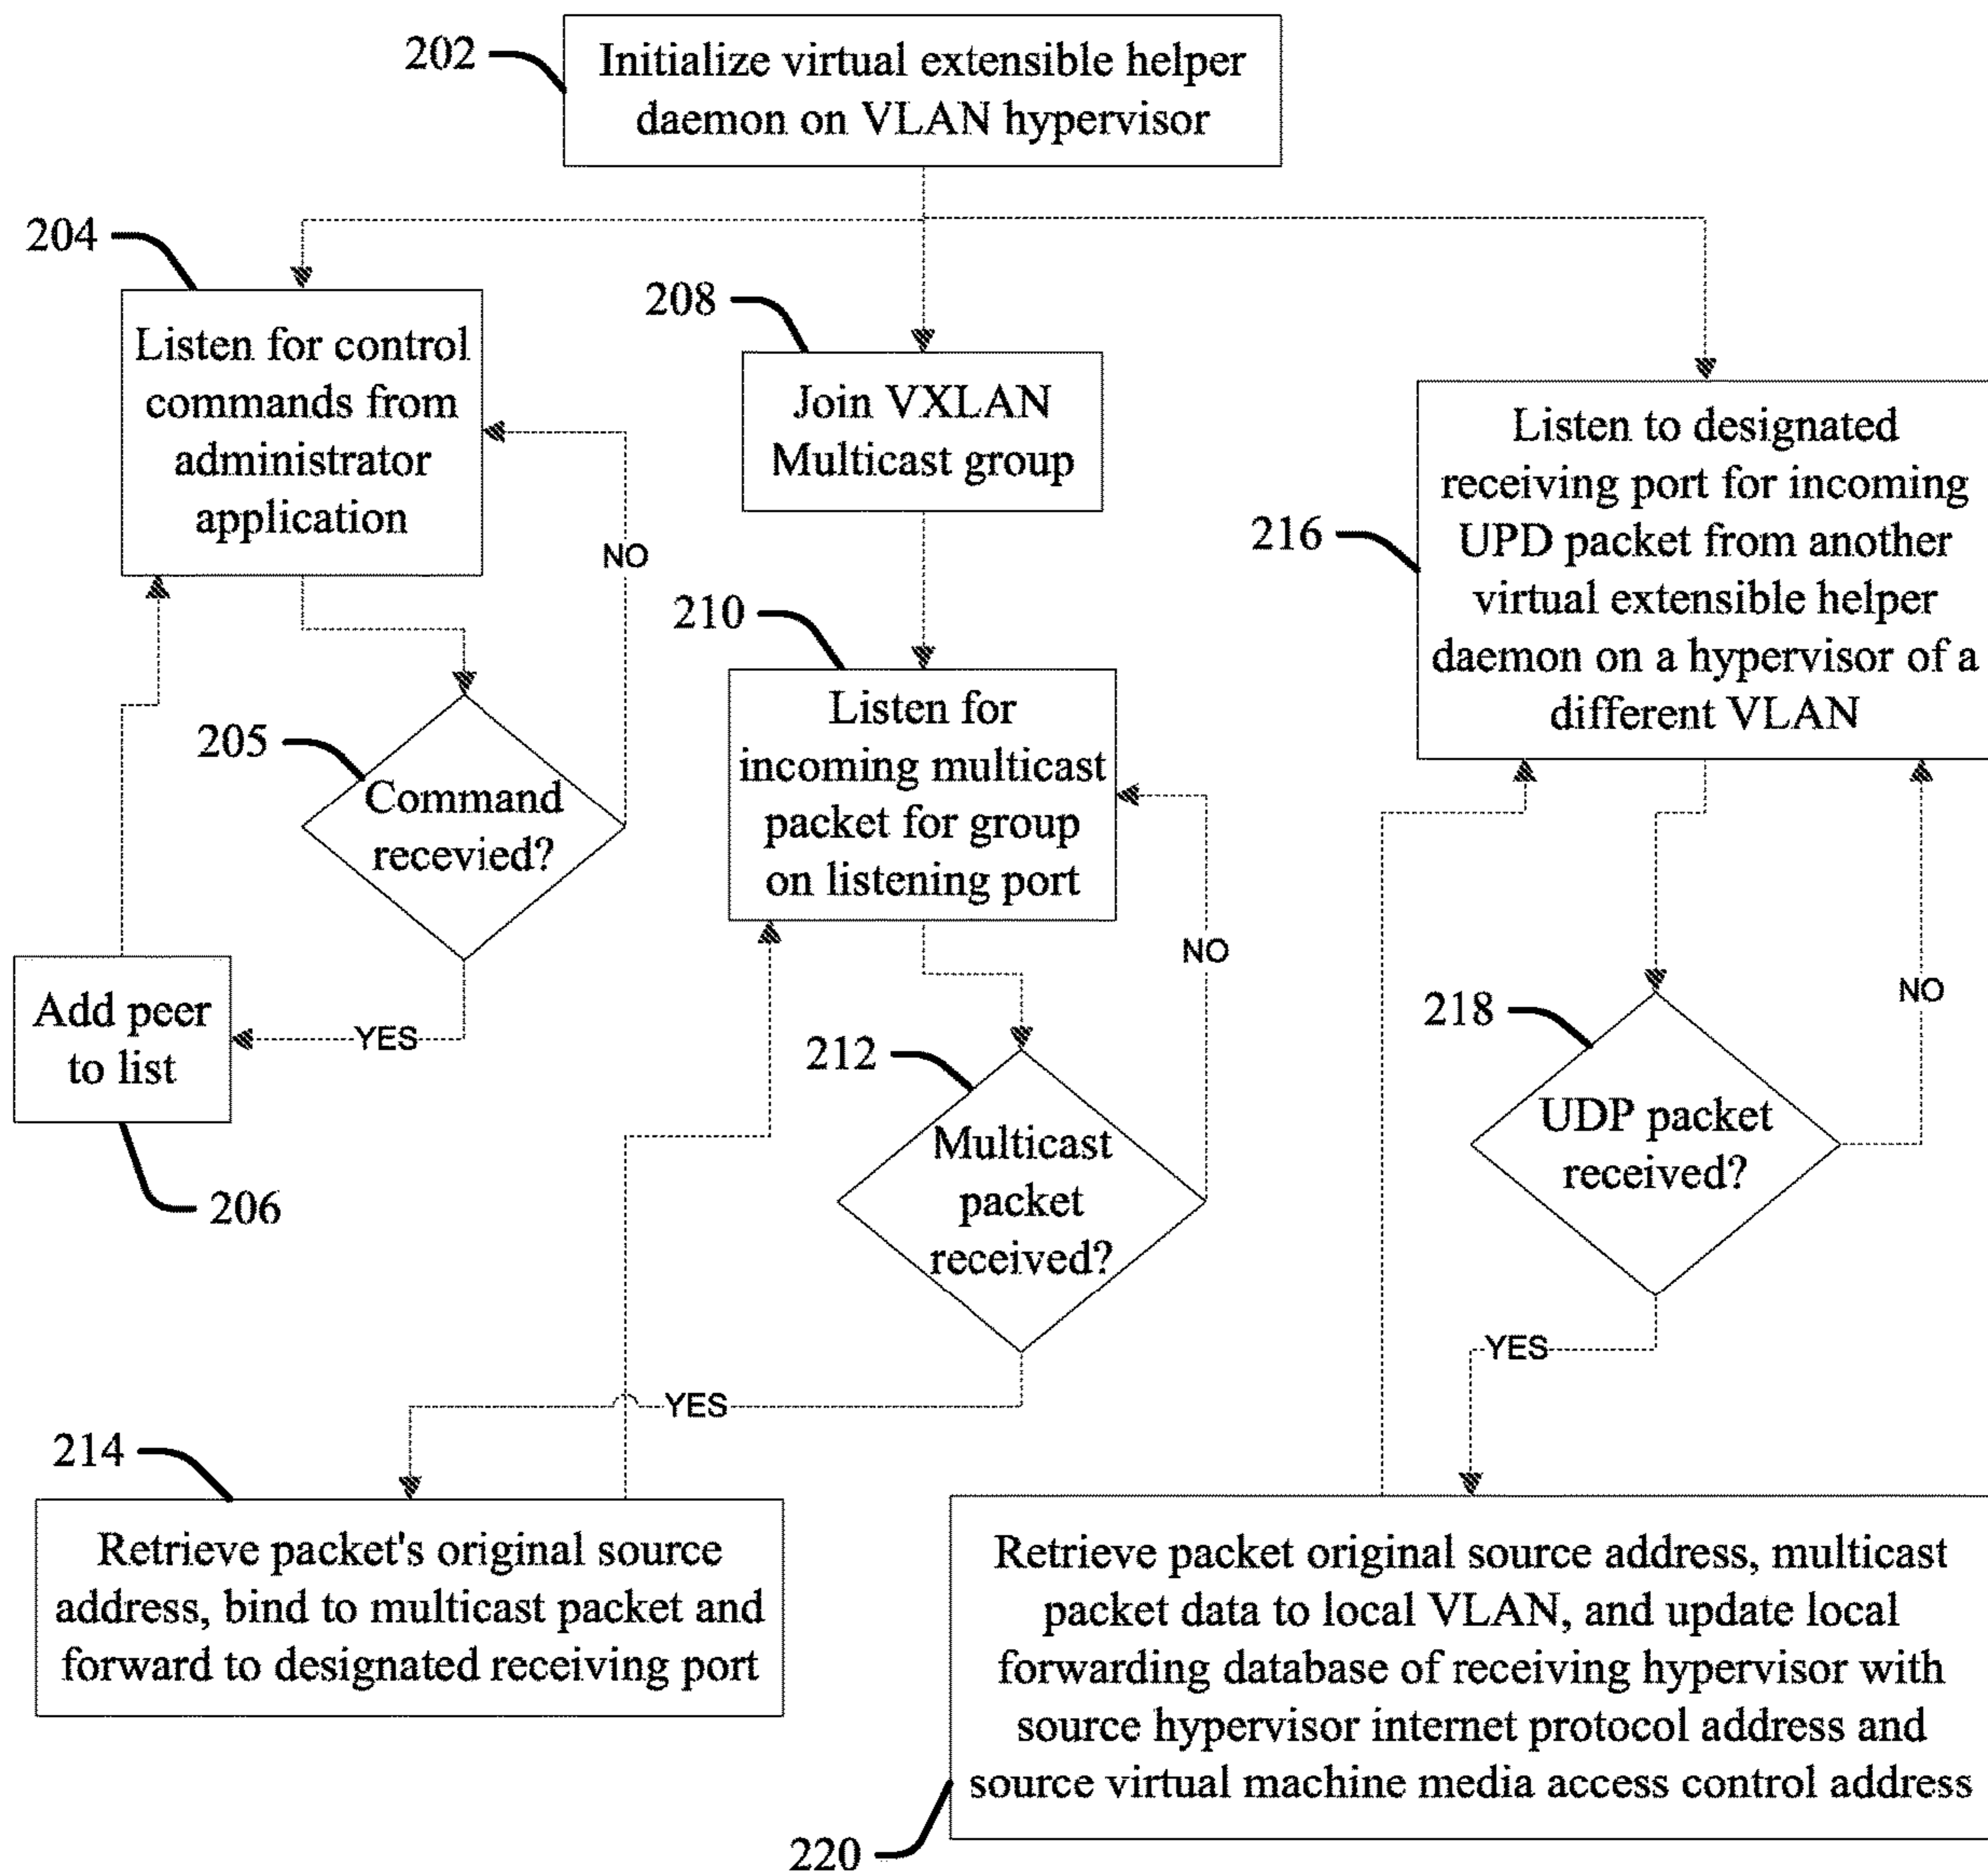 202
Initialize virtual extensible helper
daemon on VLAN hypervisor
204
Listen for control
commands from
administrator
application
NO
205
Command
recevied?
YES
Add peer
to list
206
208
Join VXLAN
Multicast group
210
Listen for
incoming multicast
packet for group
on listening port
NO
212
Multicast
packet
received?
YES
214
Retrieve packet's original source
address, bind to multicast packet and
forward to designated receiving port
216
Listen to designated
receiving port for incoming
UPD packet from another
virtual extensible helper
daemon on a hypervisor of a
different VLAN
NO
218
UDP packet
received?
YES
Retrieve packet original source address, multicast
packet data to local VLAN, and update local
forwarding database of receiving hypervisor with
source hypervisor internet protocol address and
source virtual machine media access control address
220